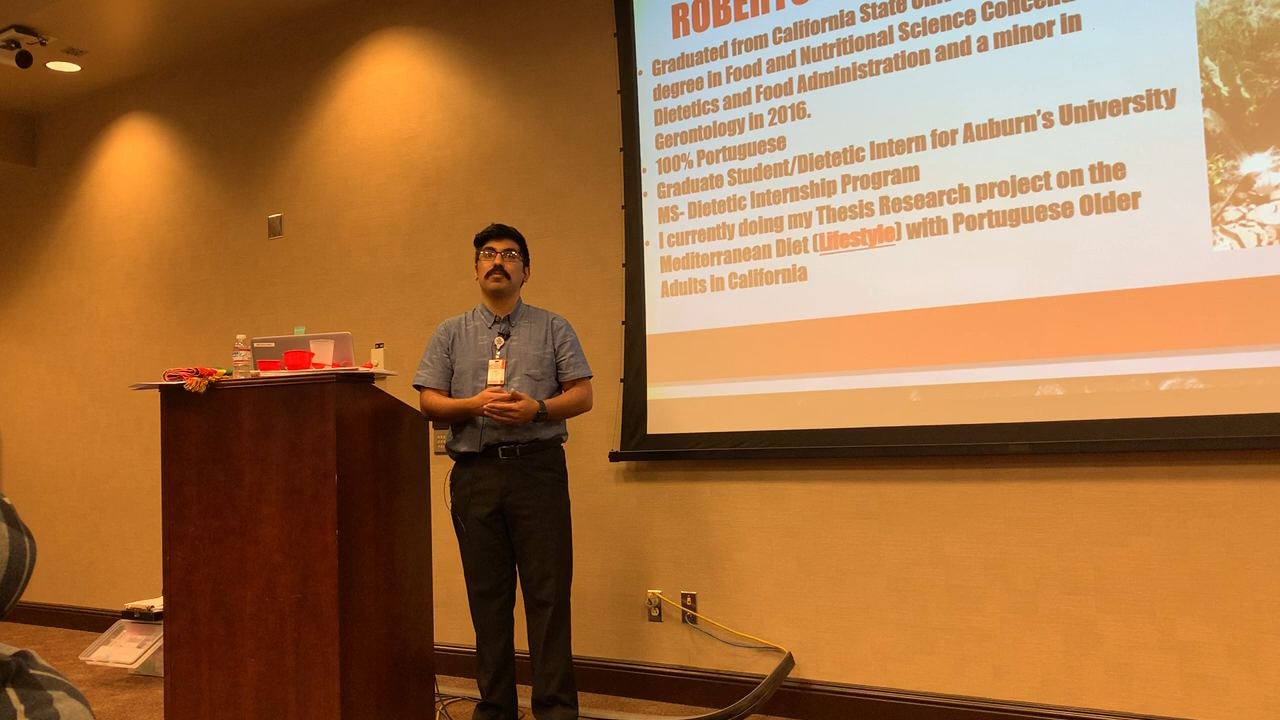 ROBERTO
• Graduated from California State
degree in Food and Nutritional Science
Dietetics and Food Administration and a minor in
Gerontology in 2016.
• 100% Portuguese
• Graduate Student/Dietetic Intern for Auburn's University
MS- Dietetic Internship Program
• I currently doing my Thesis Research project on the
Mediterranean Diet (Lifestyle) with Portuguese Older
Adults in California